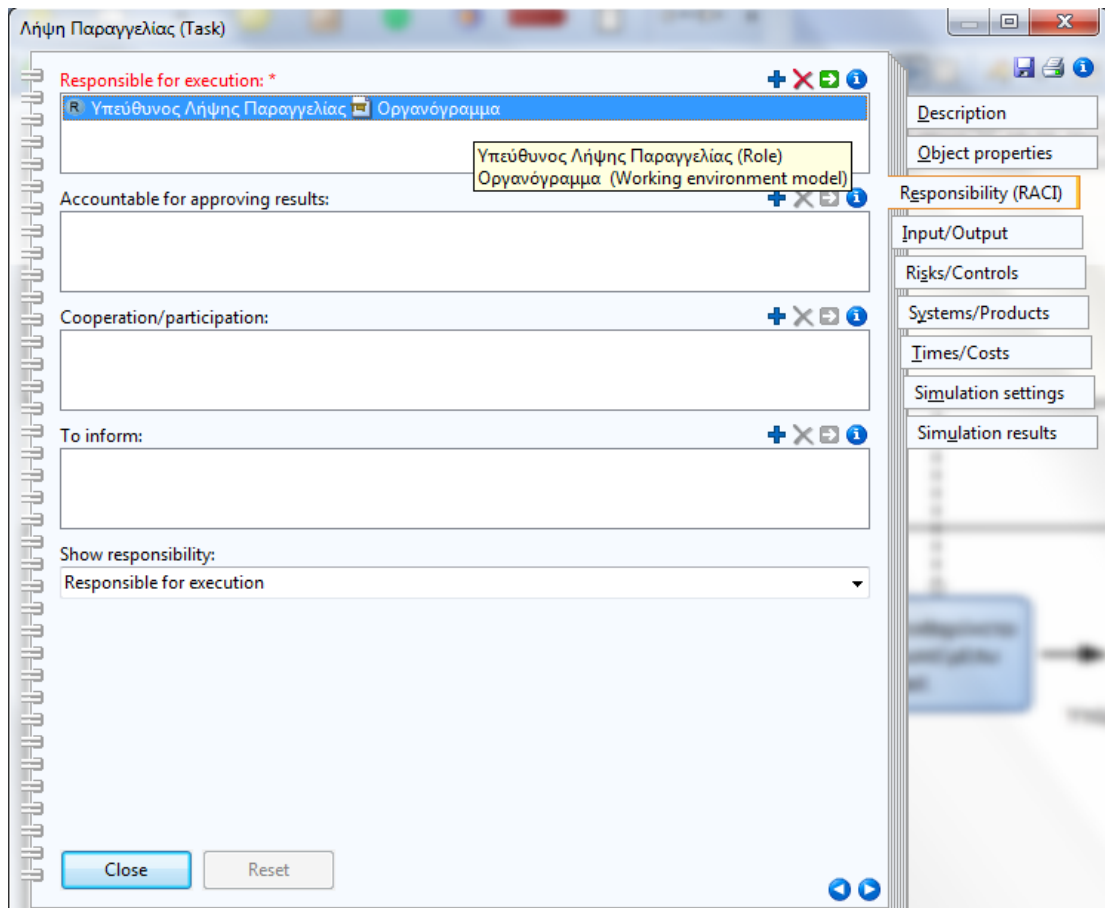 Λήψη Παραγγελίας (Task)
Responsible for execution: *
R Υπεύθυνος Λήψης Παραγγελίας Οργανόγραμμα
Υπεύθυνος Λήψης Παραγγελίας (Role)
Οργανόγραμμα (Working environment model)
Accountable for approving results:
Cooperation/participation:
To inform:
Show responsibility:
Responsible for execution
Close
Reset
Description
Object properties
Responsibility (RACI)
Input/Output
Risks/Controls
Systems/Products
Times/Costs
Simulation settings
Simulation results